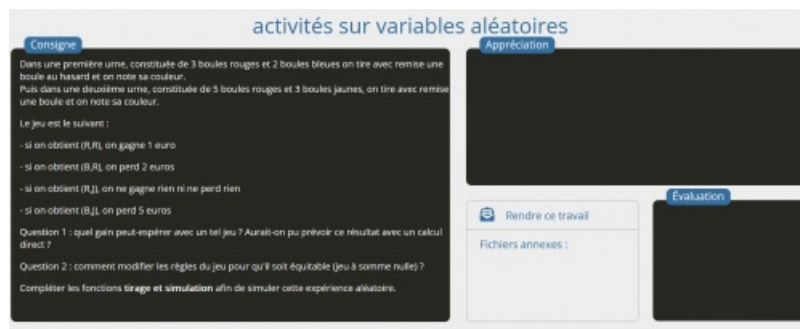 activités sur variables aléatoires
Consigne
Dans une première urne, constituée de 3 boules rouges et 2 boules bleues on tire avec remise une
boule au hasard et on note sa couleur.
Puis dans une deuxième urne, constituée de 5 boules rouges et 3 boules jaunes, on tire avec remise
une boule et on note sa couleur.
Le jeu est le suivant :
- si on obtient (R,R), on gagne 1 euro
- si on obtient (B,R), on perd 2 euros
- si on obtient (R,J), on ne gagne rien ni ne perd rien
- si on obtient (B,J), on perd 5 euros
Question 1 : quel gain peut-espérer avec un tel jeu ? Aurait-on pu prévoir ce résultat avec un calcul
direct ?
Question 2 : comment modifier les règles du jeu pour qu'il soit équitable (jeu à somme nulle) ?
Compléter les fonctions tirage et simulation afin de simuler cette expérience aléatoire.
Appréciation
Rendre ce travail
Fichiers annexes :
Évaluation